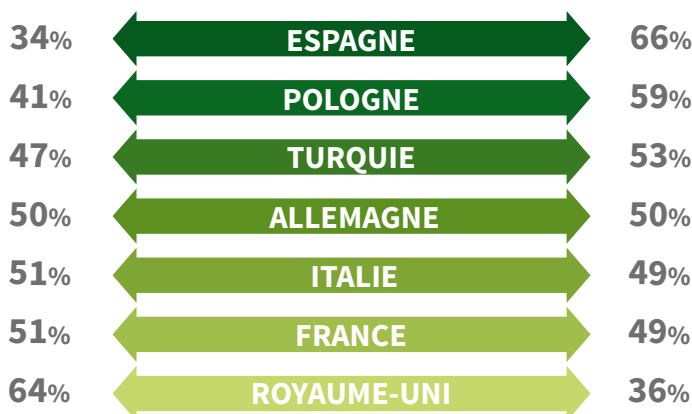 34% ESPAGNE 66%
41% POLOGNE 59%
47% TURQUIE 53%
50% ALLEMAGNE 50%
51% ITALIE 49%
51% FRANCE 49%
64% ROYAUME-UNI 36%